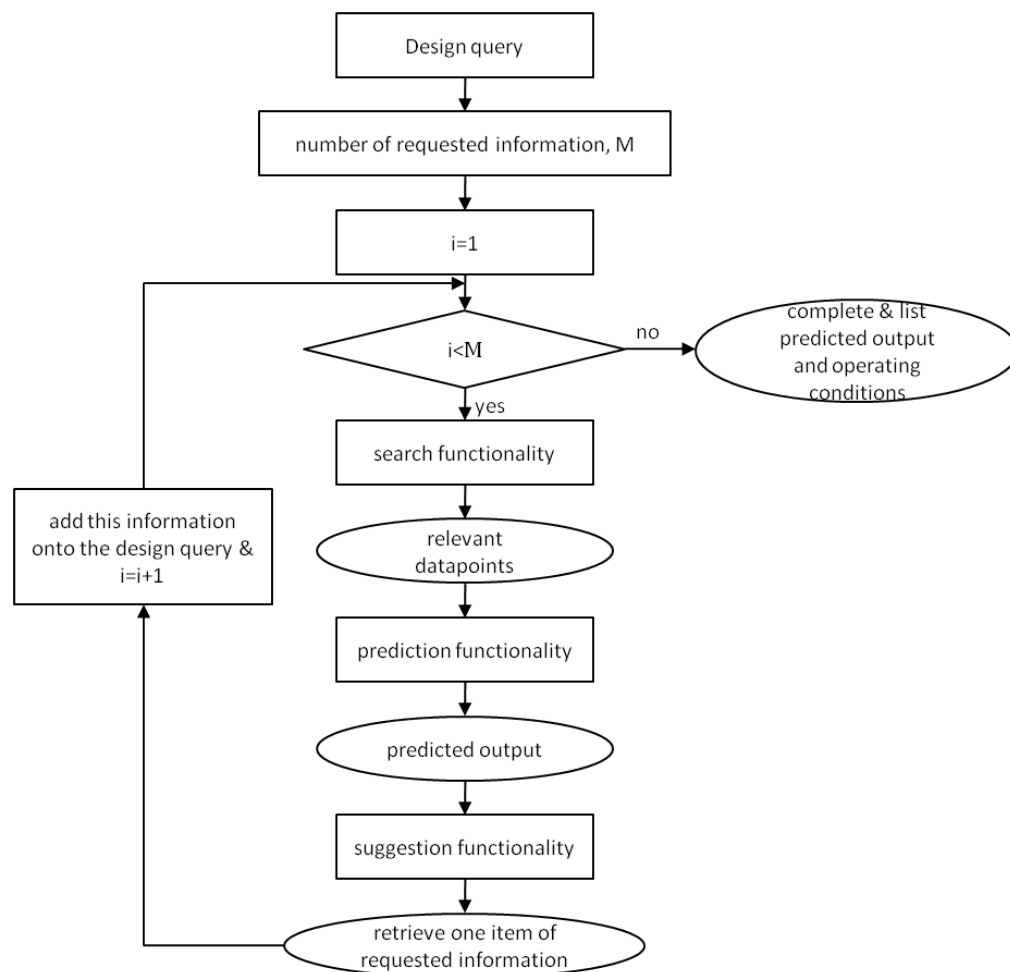 Design query
number of requested information, M
i=1
i<M
no
complete & list
predicted output
and operating
conditions
yes
search functionality
relevant
datapoints
add this information
onto the design query &
i=i+1
prediction functionality
predicted output
suggestion functionality
retrieve one item of
requested information